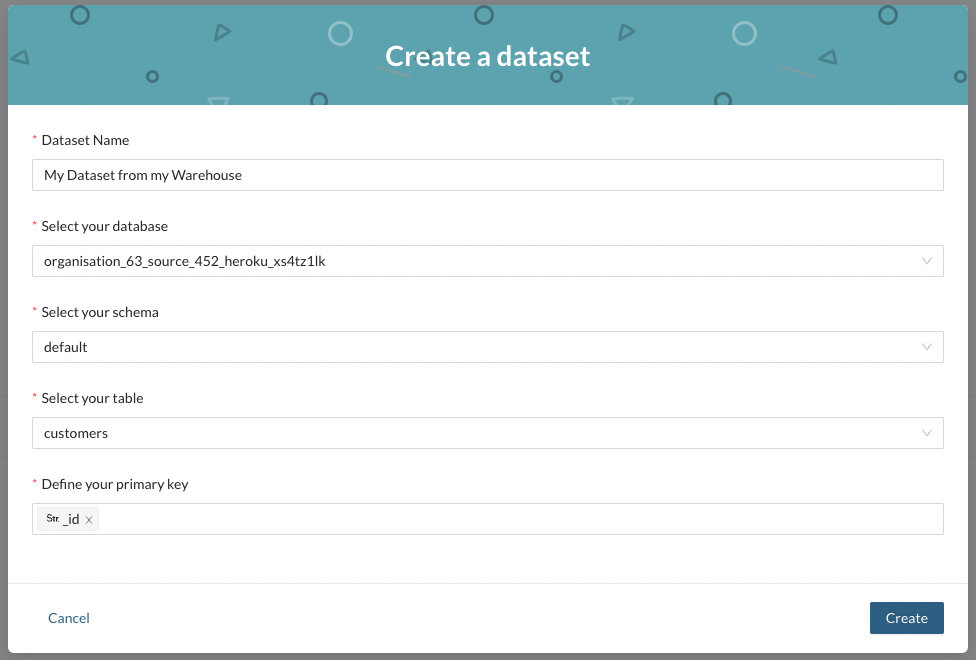 Create a dataset
* Dataset Name
My Dataset from my Warehouse
* Select your database
organisation_63_source_452_heroku_xs4tz1lk
* Select your schema
default
* Select your table
customers
* Define your primary key
Str. _id
Cancel
Create